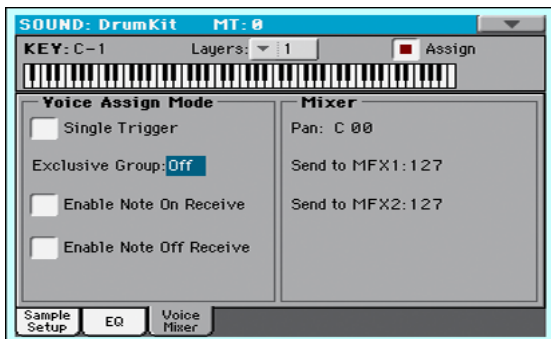 SOUND: DrumKit MT: 0
KEY: C-1 Layers: 1 Assign
Voice Assign Mode
Single Trigger
Exclusive Group: Off
Enable Note On Receive
Enable Note Off Receive
Mixer
Pan: C 00
Send to MFX1: 127
Send to MFX2: 127
Sample Setup
EQ
Voice Mixer